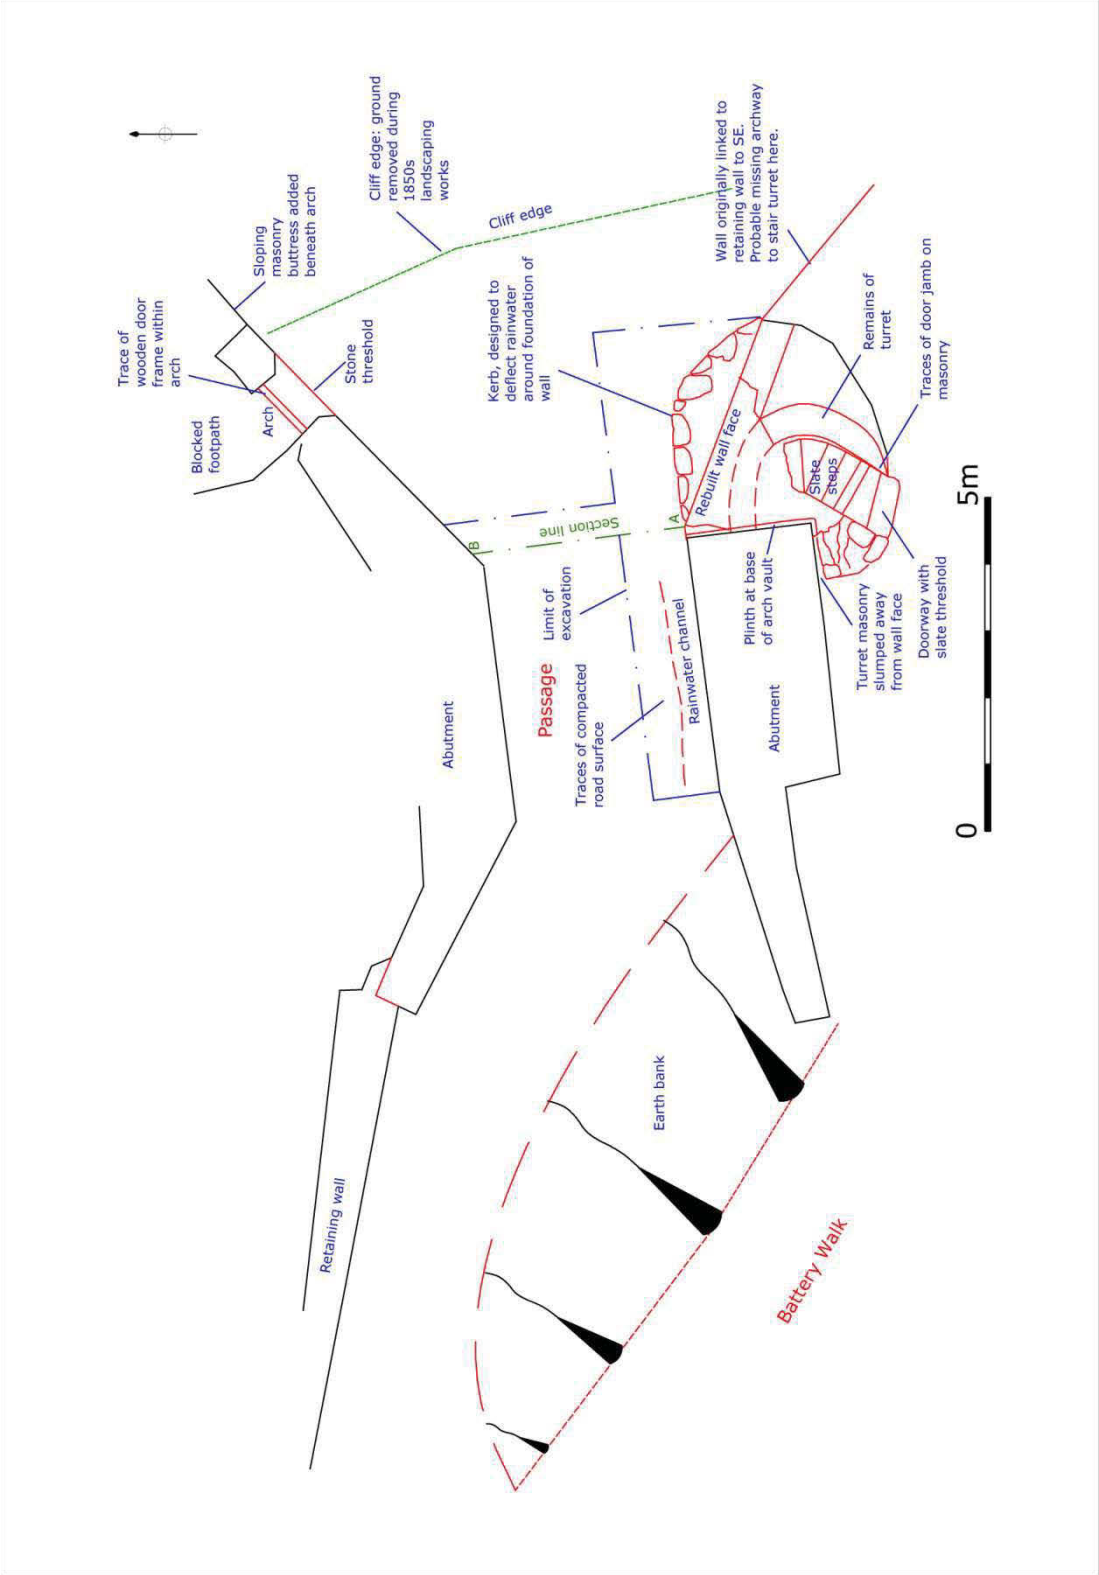 Trace of
wooden door
frame within
arch
Sloping
masonry
buttress added
beneath arch
Cliff edge: ground
removed during
1850s
landscaping
works
Cliff edge
Wall originally linked to
retaining wall to SE.
Probable missing archway
to stair turret here.
Blocked
footpath
Arch
Stone
threshold
Kerb, designed to
deflect rainwater
around foundation of
wall
Remains of
turret
Traces of door jamb on
masonry
Rebuilt wall face
Slate
steps
B
Section line
A
Limit of
excavation
Passage
Traces of compacted
road surface
Rainwater channel
Plinth at base
of arch vault
Turret masonry
slumped away
from wall face
Doorway with
slate threshold
Abutment
Abutment
Retaining wall
Earth bank
Battery Walk
0
5m